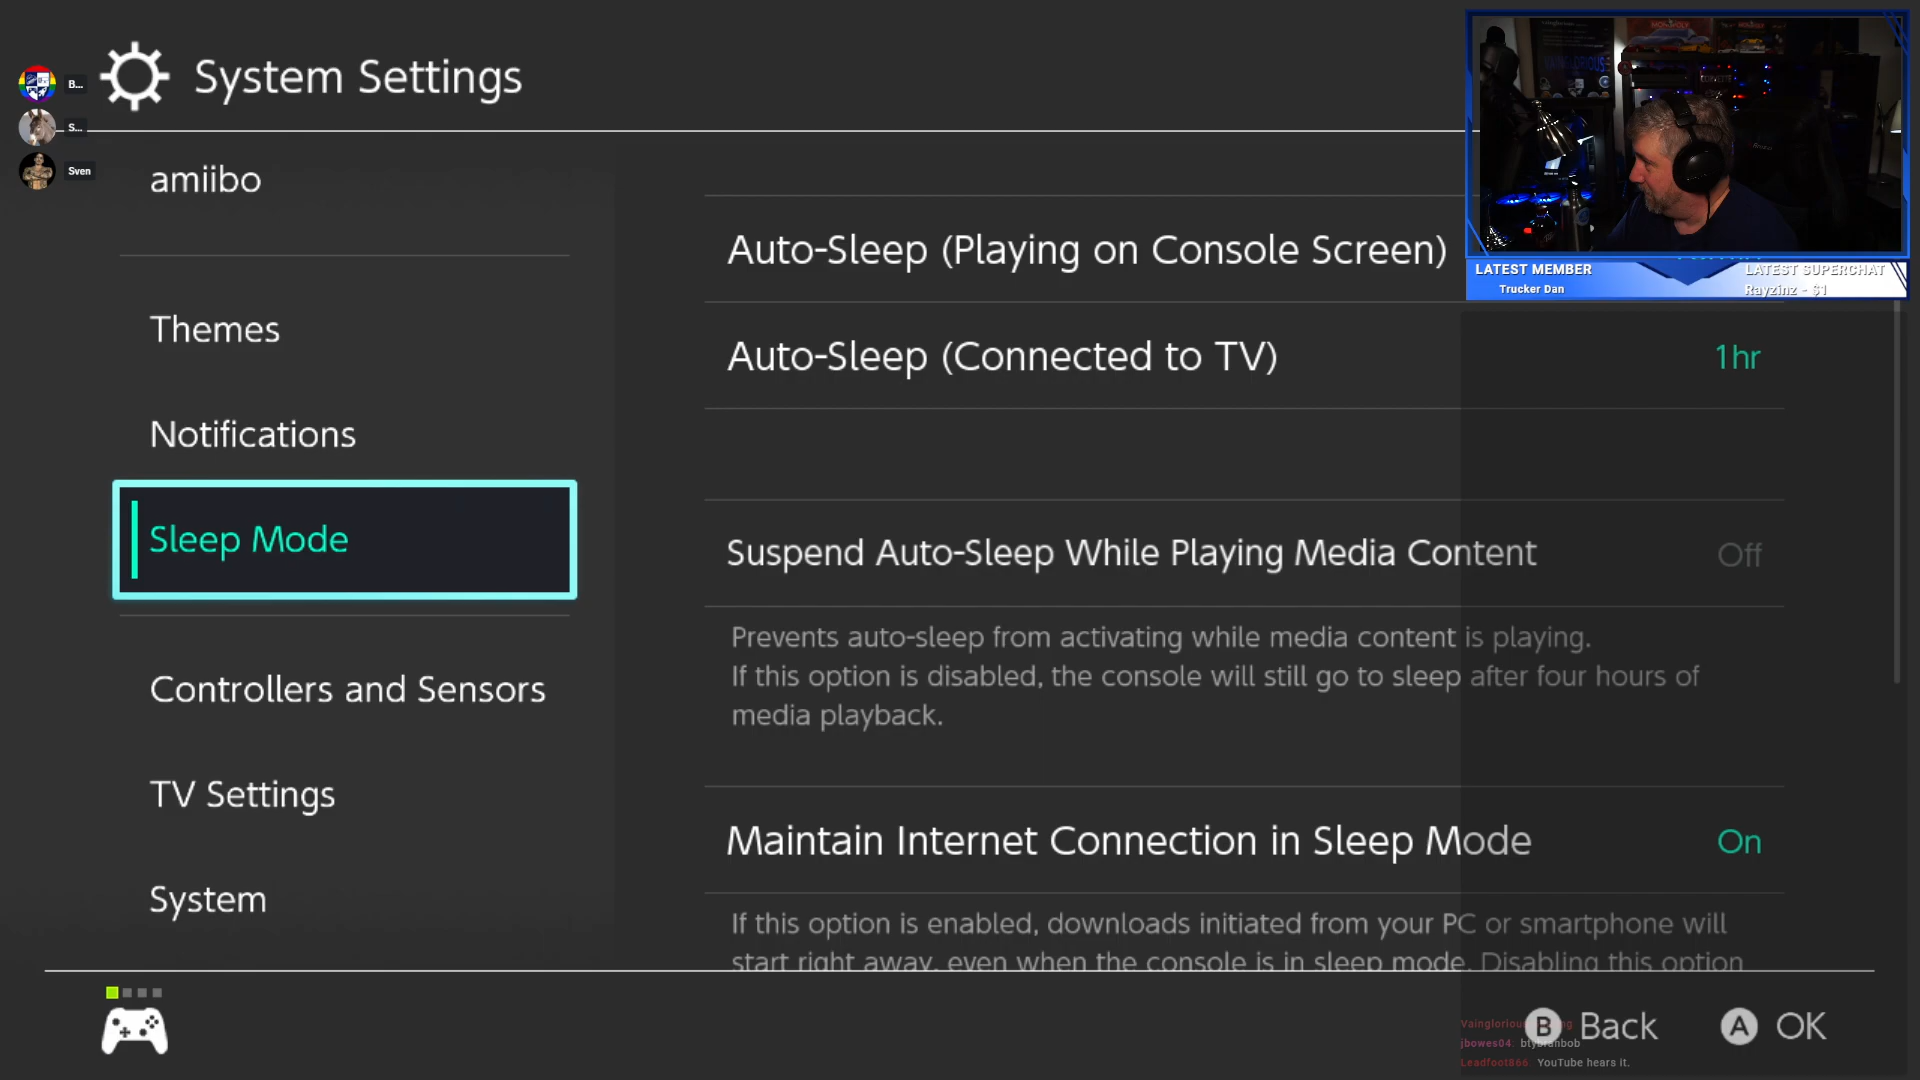 System Settings
B...
S...
Sven
amiibo
Themes
Notifications
Sleep Mode
Controllers and Sensors
TV Settings
System
Auto-Sleep (Playing on Console Screen)
Auto-Sleep (Connected to TV)
1hr
Suspend Auto-Sleep While Playing Media Content
Off
Prevents auto-sleep from activating while media content is playing.
If this option is disabled, the console will still go to sleep after four hours of
media playback.
Maintain Internet Connection in Sleep Mode
On
If this option is enabled, downloads initiated from your PC or smartphone will
start right away, even when the console is in sleep mode. Disabling this option
LATEST MEMBER
Trucker Dan
LATEST SUPERCHAT
Rayzinz - $1
B Back
A OK
jbowes04: btybrianbob
Leadfoot866 YouTube hears it.